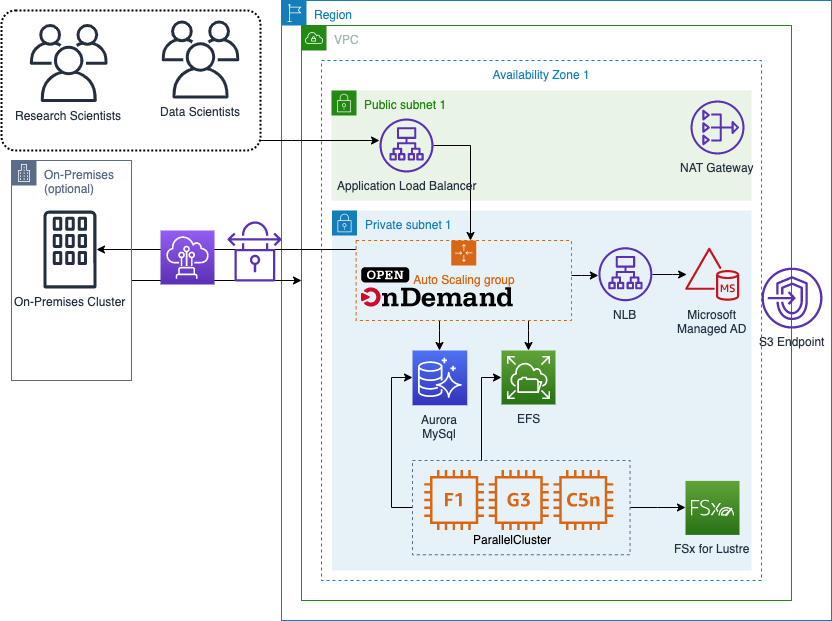 Region
VPC
Availability Zone 1
Research Scientists
Data Scientists
Public subnet 1
Application Load Balancer
NAT Gateway
On-Premises
(optional)
On-Premises Cluster
Private subnet 1
Auto Scaling group
OPEN
OnDemand
NLB
MS
Microsoft
Managed AD
S3 Endpoint
Aurora
MySql
EFS
F1
G3
C5n
ParallelCluster
FSx
FSx for Lustre